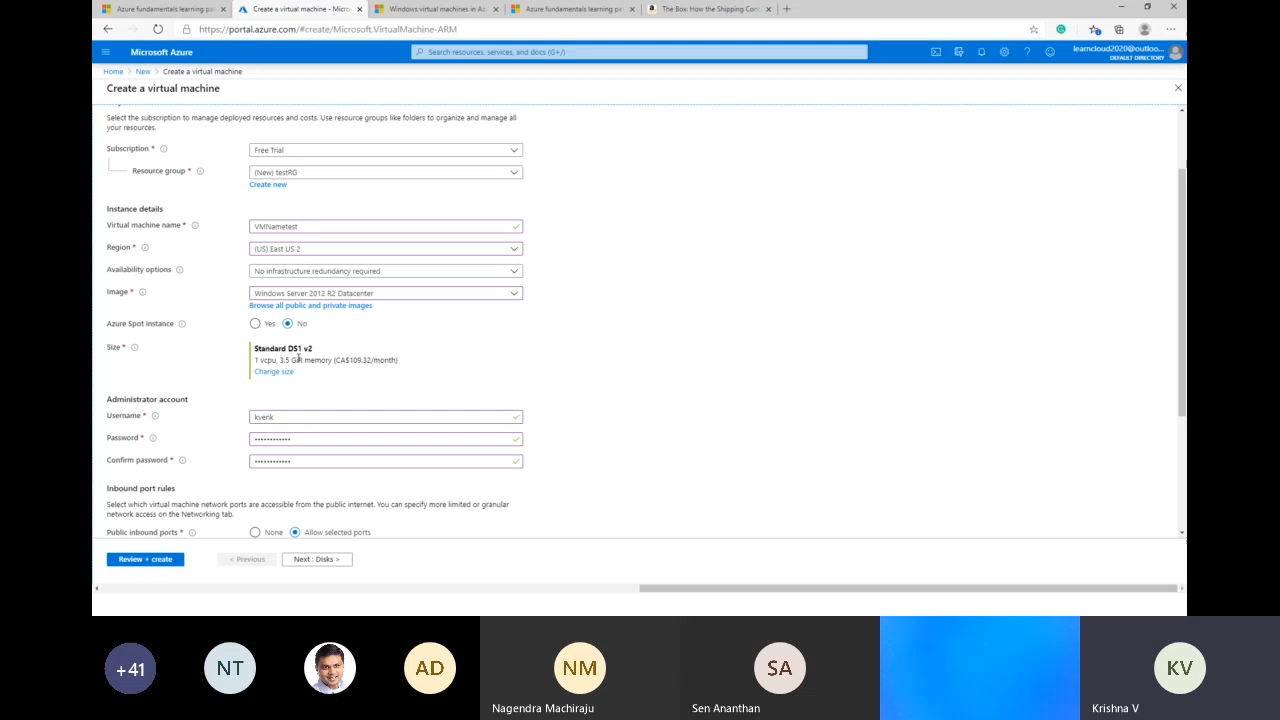 Azure fundamentals learning pat
Create a virtual machine - Micros
Windows virtual machines in Az
Azure fundamentals learning pat
The Box: How the Shipping Cont
https://portal.azure.com/#create/Microsoft.VirtualMachine-ARM
Microsoft Azure
Search resources, services, and docs (G+/)
learncloud2020@outloo...
DEFAULT DIRECTORY
Home > New > Create a virtual machine
Create a virtual machine
Select the subscription to manage deployed resources and costs. Use resource groups like folders to organize and manage all
your resources.
Subscription *
Free Trial
Resource group *
(New) testRG
Create new
Instance details
Virtual machine name *
VMNametest
Region *
(US) East US 2
Availability options
No infrastructure redundancy required
Image *
Windows Server 2012 R2 Datacenter
Browse all public and private images
Azure Spot instance
Yes No
Size *
Standard DS1 v2
1 vcpu, 3.5 GiB memory (CA$109.32/month)
Change size
Administrator account
Username *
kvenk
Password *
••••••••••••
Confirm password *
••••••••••••
Inbound port rules
Select which virtual machine network ports are accessible from the public internet. You can specify more limited or granular
network access on the Networking tab.
Public inbound ports *
None Allow selected ports
Review + create
< Previous
Next : Disks >
+41
NT
AD
NM
Nagendra Machiraju
SA
Sen Ananthan
KV
Krishna V